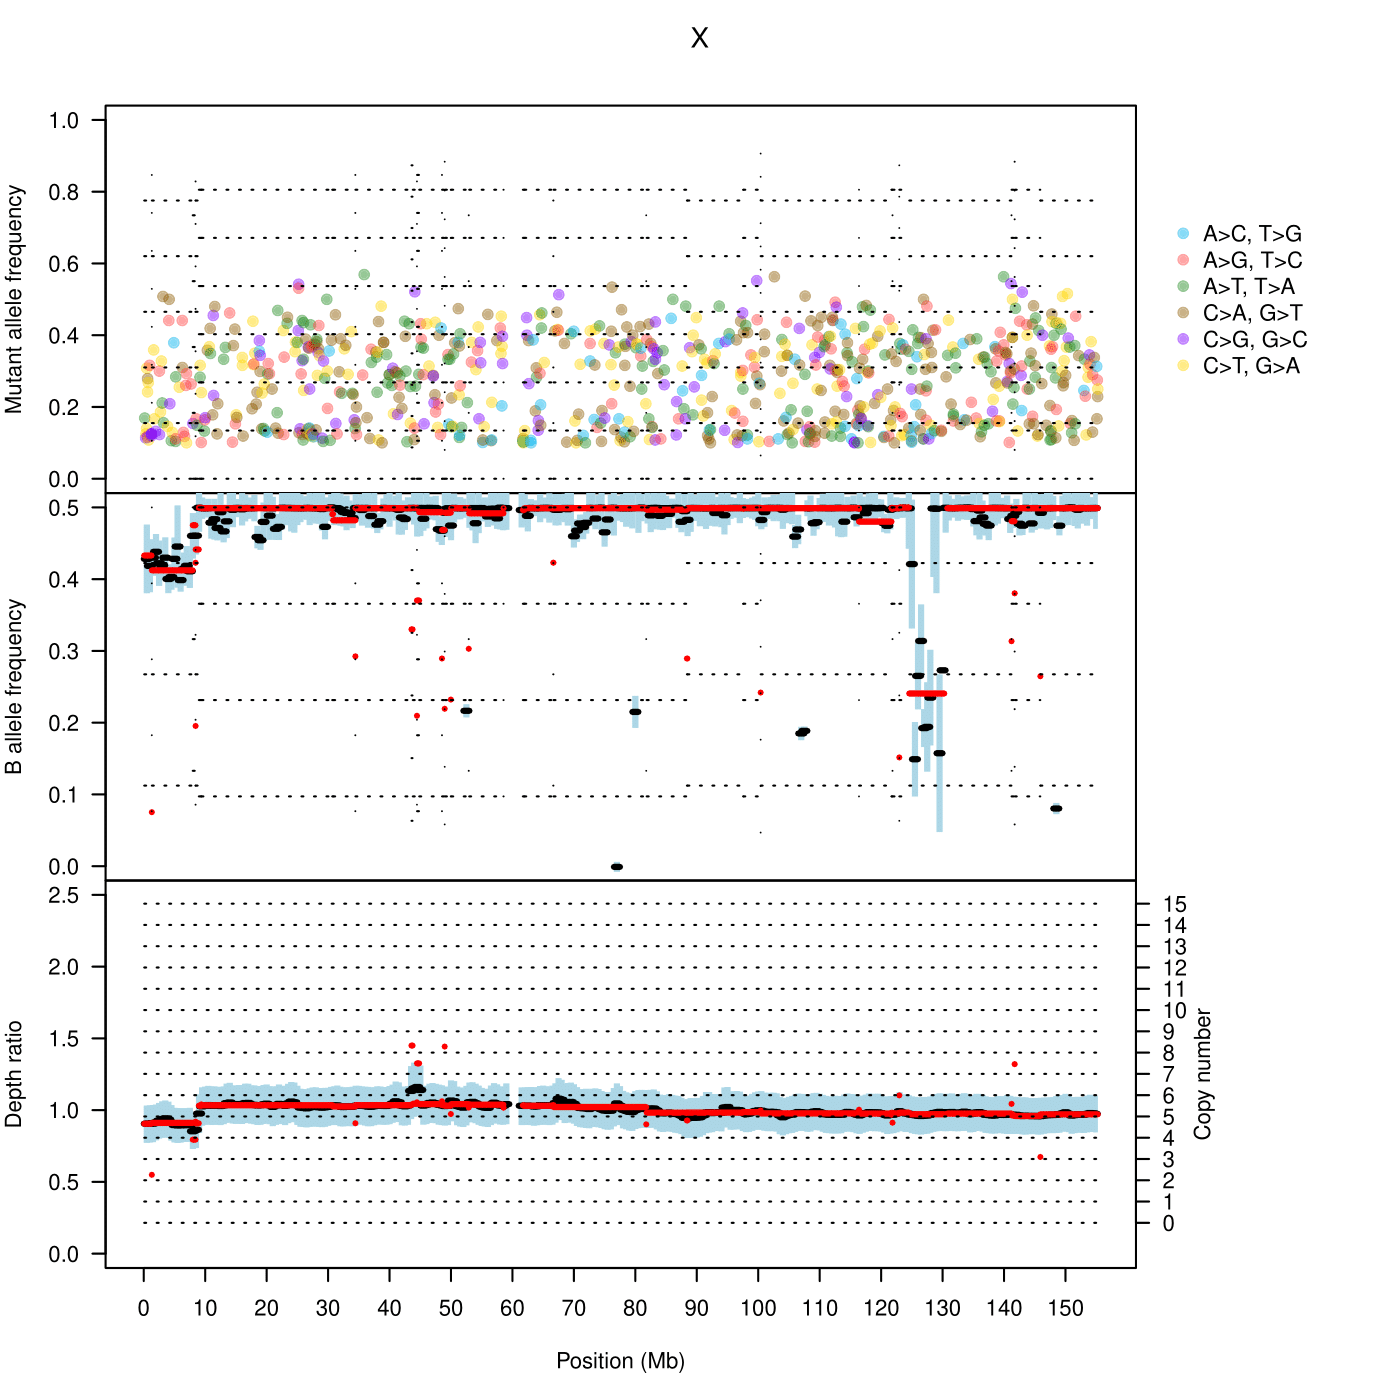 X
Mutant allele frequency
1.0
0.8
0.6
0.4
0.2
0.0
A>C, T>G
A>G, T>C
A>T, T>A
C>A, G>T
C>G, G>C
C>T, G>A
B allele frequency
0.5
0.4
0.3
0.2
0.1
0.0
Depth ratio
2.5
2.0
1.5
1.0
0.5
0.0
15
14
13
12
11
10
9
8
7
6
5
4
3
2
1
0
Copy number
0 10 20 30 40 50 60 70 80 90 100 110 120 130 140 150
Position (Mb)